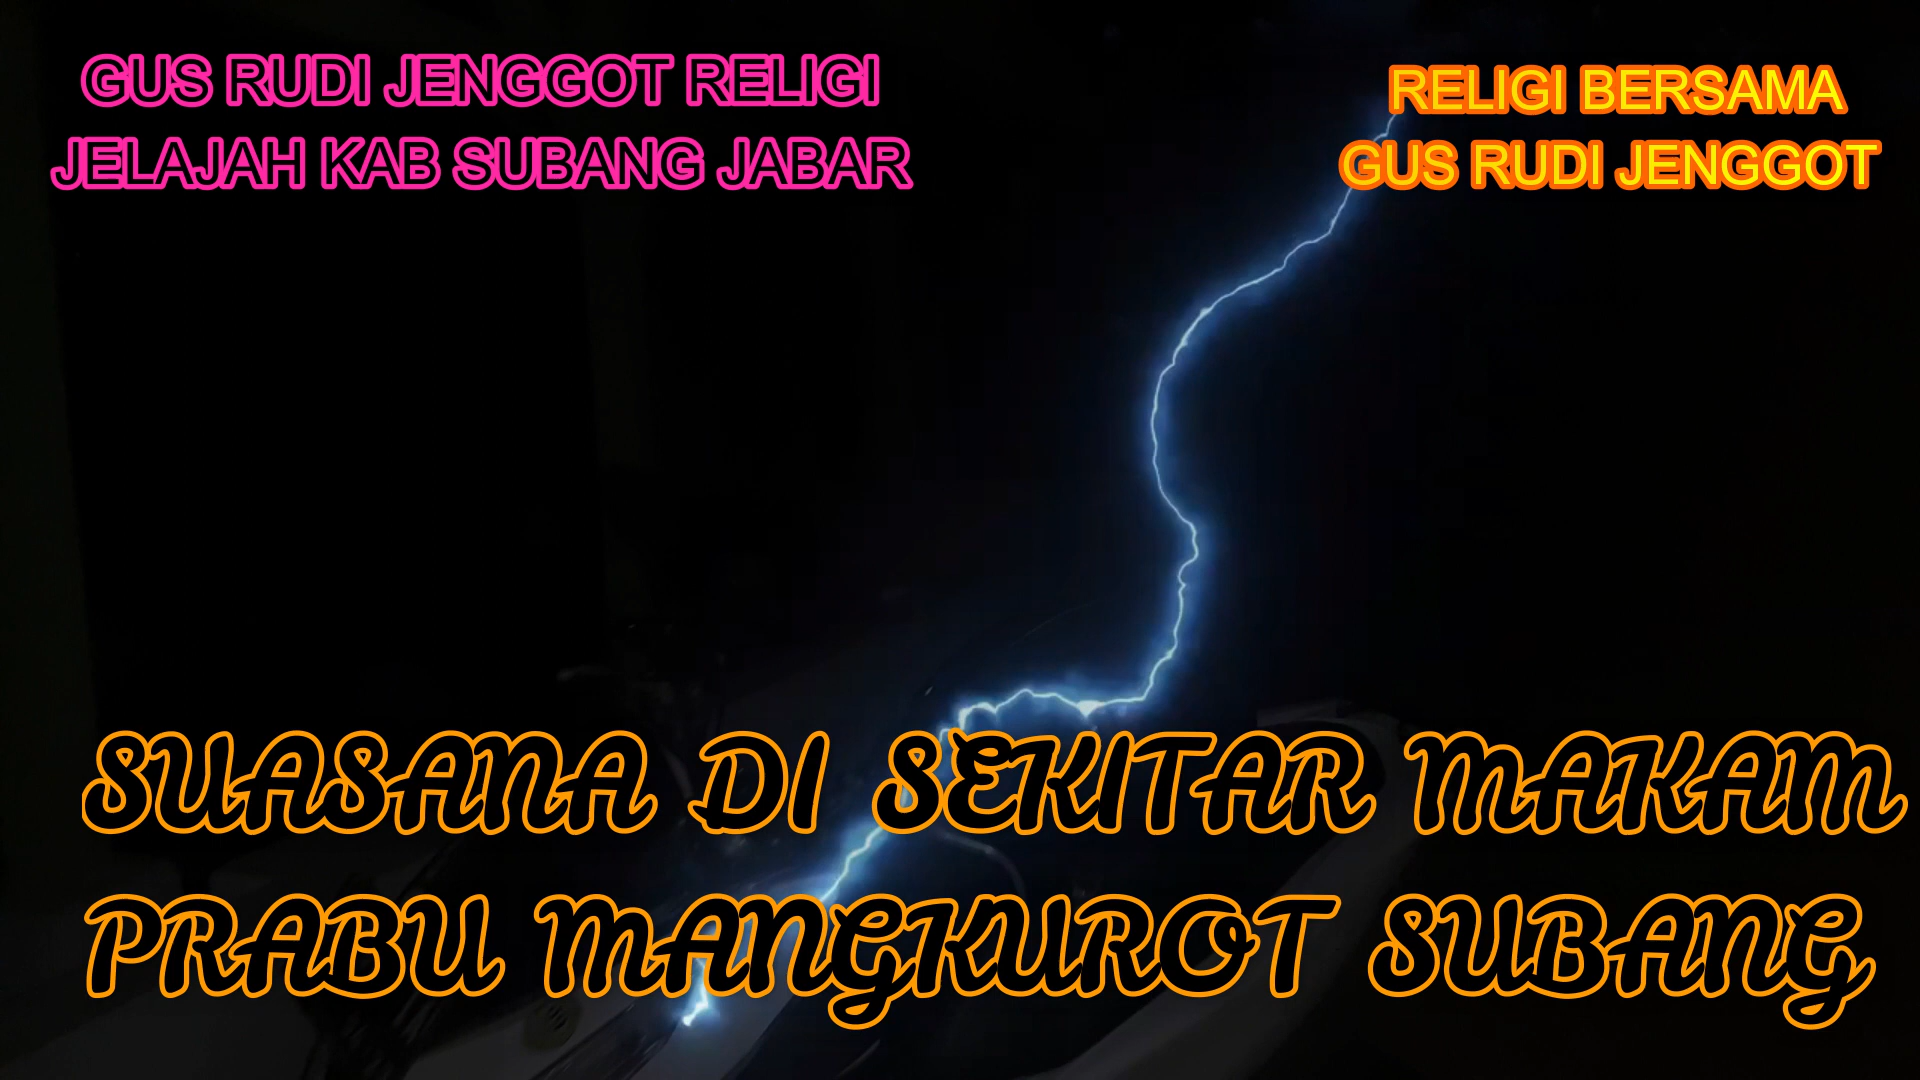 GUS RUDI JENGGOT RELIGI
JELAJAH KAB SUBANG JABAR
RELIGI BERSAMA
GUS RUDI JENGGOT
SUASANA DI SEKITAR MAKAM
PRABU MANGKUROT SUBANG